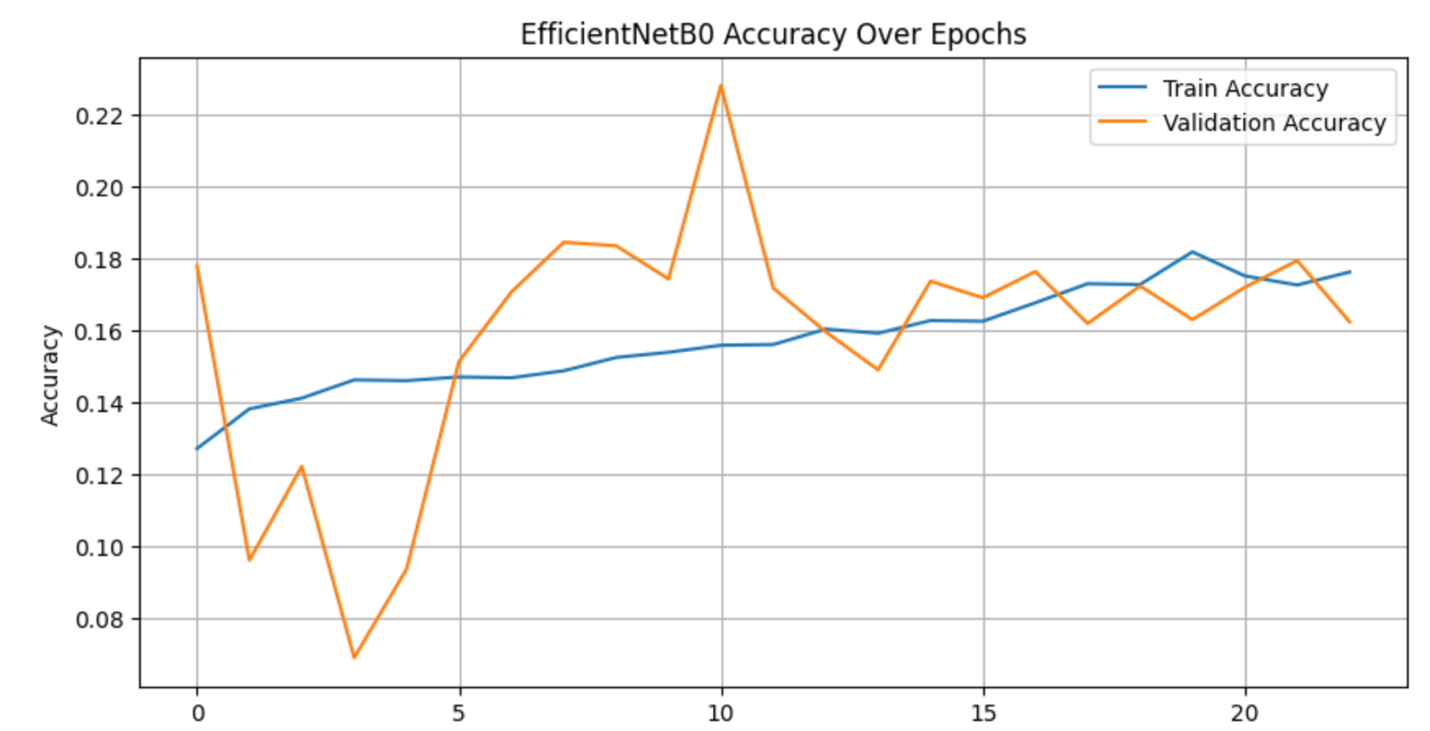 EfficientNetB0 Accuracy Over Epochs
Train Accuracy
Validation Accuracy
Accuracy
0.22
0.20
0.18
0.16
0.14
0.12
0.10
0.08
0 5 10 15 20